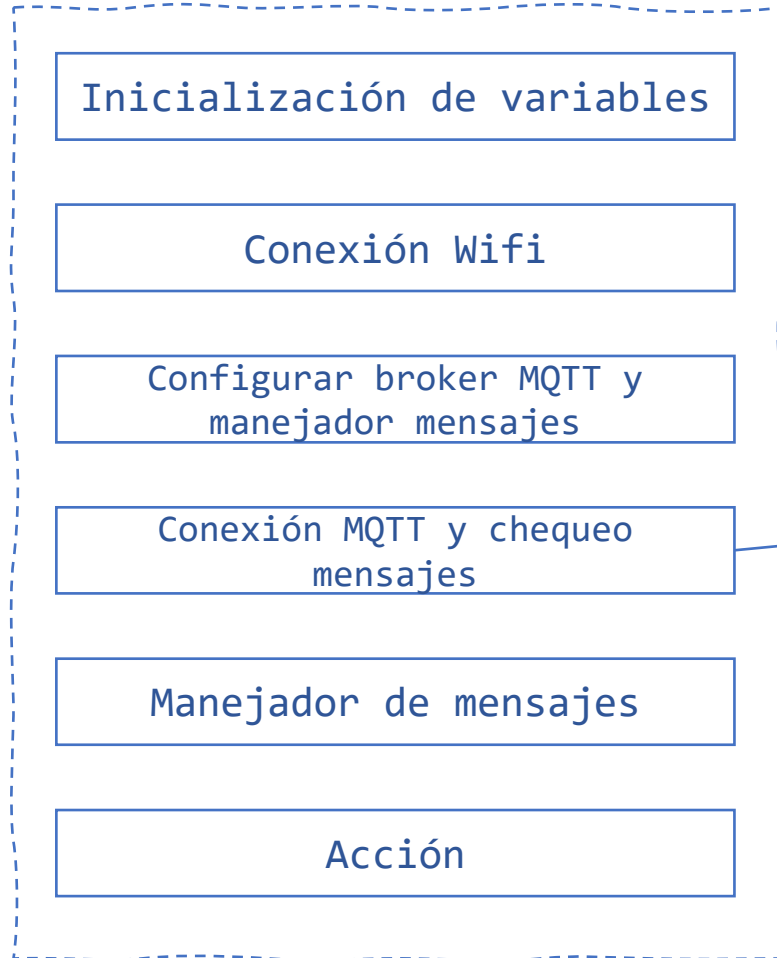 Inicialización de variables
Conexión Wifi
Configurar broker MQTT y
manejador mensajes
Conexión MQTT y chequeo
mensajes
Manejador de mensajes
Acción